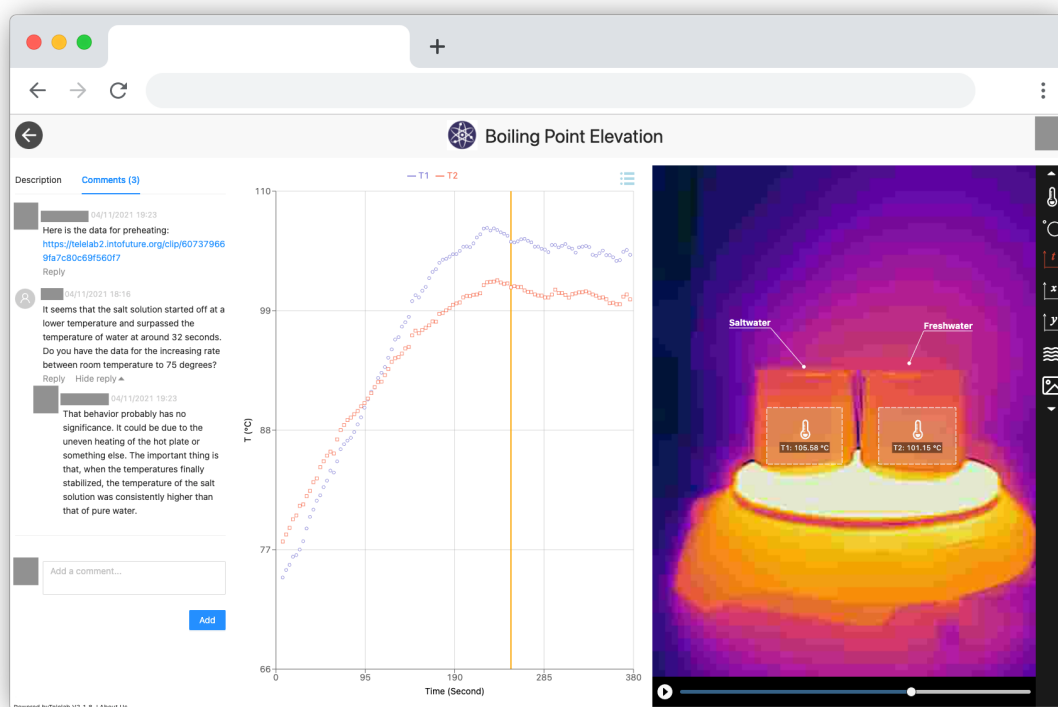 Boiling Point Elevation
Description
Comments (3)
04/11/2021 19:23
Here is the data for preheating:
https://telelab2.intofuture.org/clip/60737966
9fa7c80c69f560f7
Reply
04/11/2021 18:16
It seems that the salt solution started off at a
lower temperature and surpassed the
temperature of water at around 32 seconds.
Do you have the data for the increasing rate
between room temperature to 75 degrees?
Reply Hide reply
04/11/2021 19:23
That behavior probably has no
significance. It could be due to the
uneven heating of the hot plate or
something else. The important thing is
that, when the temperatures finally
stabilized, the temperature of the salt
solution was consistently higher than
that of pure water.
Add a comment...
Add
T1 T2
110
99
88
77
66
T (°C)
0 95 190 285 380
Time (Second)
Saltwater
Freshwater
T1: 105.58 °C
T2: 101.15 °C
°C
t
x
y